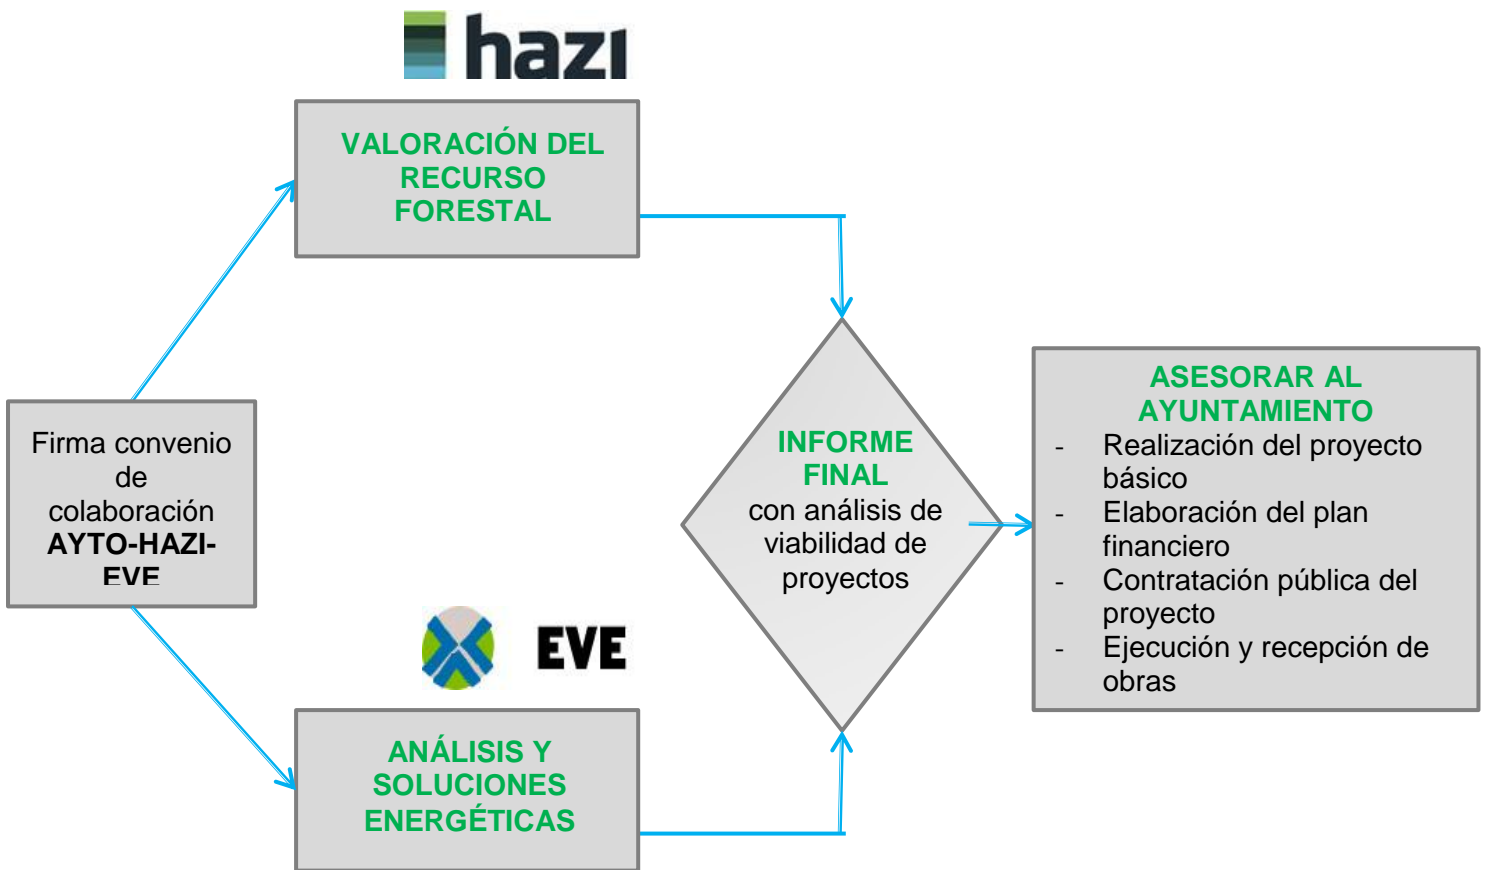 hazi
VALORACIÓN DEL
RECURSO
FORESTAL
Firma convenio
de
colaboración
AYTO-HAZI-
EVE
EVE
ANÁLISIS Y
SOLUCIONES
ENERGÉTICAS
INFORME
FINAL
con análisis de
viabilidad de
proyectos
ASESORAR AL
AYUNTAMIENTO
- Realización del proyecto
básico
- Elaboración del plan
financiero
- Contratación pública del
proyecto
- Ejecución y recepción de
obras